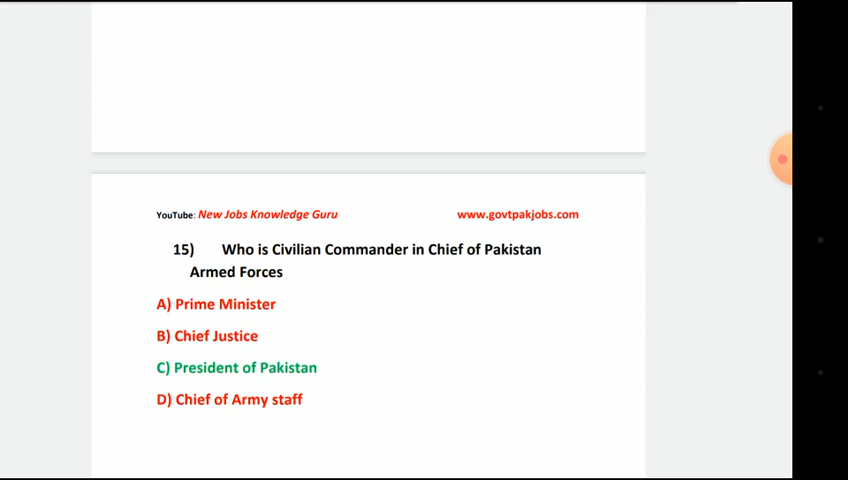 YouTube: New Jobs Knowledge Guru www.govtpakjobs.com
15) Who is Civilian Commander in Chief of Pakistan
Armed Forces
A) Prime Minister
B) Chief Justice
C) President of Pakistan
D) Chief of Army staff